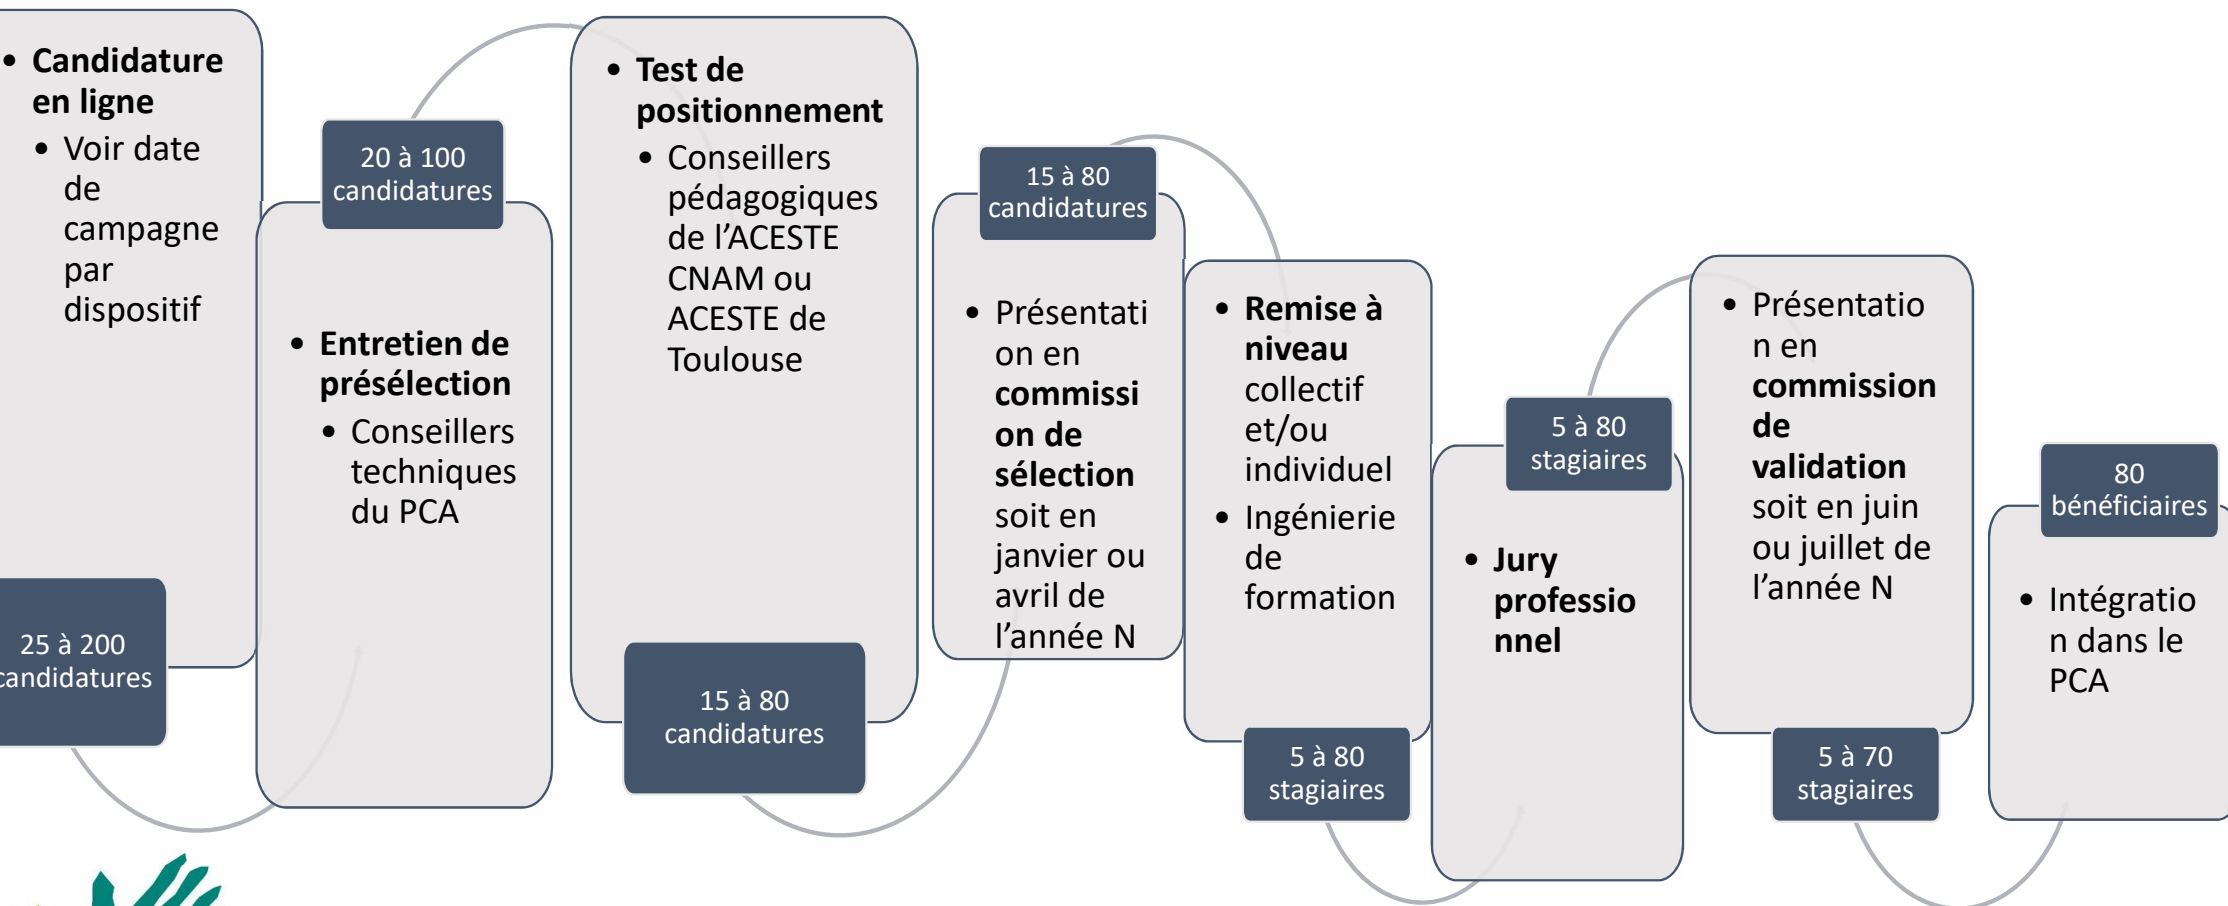 • Candidature
en ligne
• Voir date
de
campagne
par
dispositif
25 à 200
candidatures
20 à 100
candidatures
• Entretien de
présélection
• Conseillers
techniques
du PCA
• Test de
positionnement
• Conseillers
pédagogiques
de l’ACESTE
CNAM ou
ACESTE de
Toulouse
15 à 80
candidatures
15 à 80
candidatures
• Présentati
on en
commissi
on de
sélection
soit en
janvier ou
avril de
l’année N
• Remise à
niveau
collectif
et/ou
individuel
• Ingénierie
de
formation
5 à 80
stagiaires
5 à 80
stagiaires
• Jury
professio
nnel
• Présentatio
n en
commission
de
validation
soit en juin
ou juillet de
l’année N
5 à 70
stagiaires
80
bénéficiaires
• Intégratio
n dans le
PCA